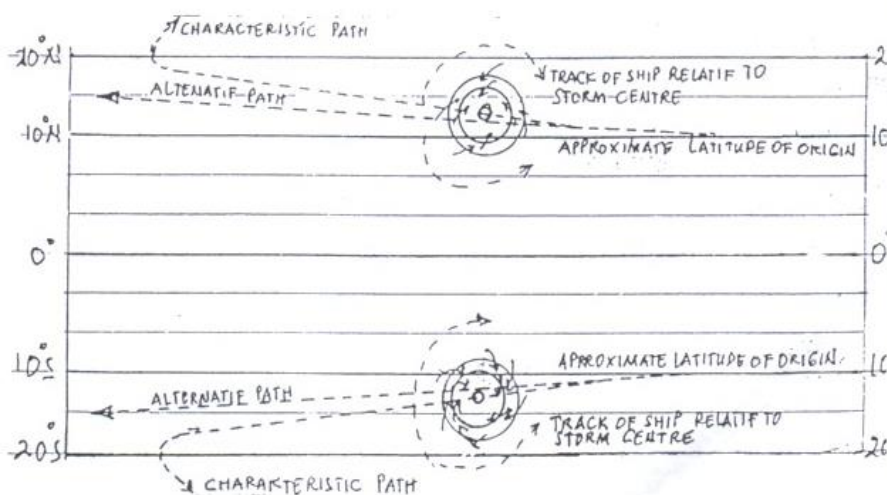 CHARACTERISTIC PATH
20°N 2
TRACK OF SHIP RELATIF TO
STORM CENTRE
ALTENATIF PATH
10°N 10
APPROXIMATE LATITUDE OF ORIGIN
0° 0°
APPROXIMATE LATITUDE OF ORIGIN
10°S 10
ALTERNATIE PATH
TRACK OF SHIP RELATIF TO
STORM CENTRE
20°S 20
CHARAKTERISTIC PATH